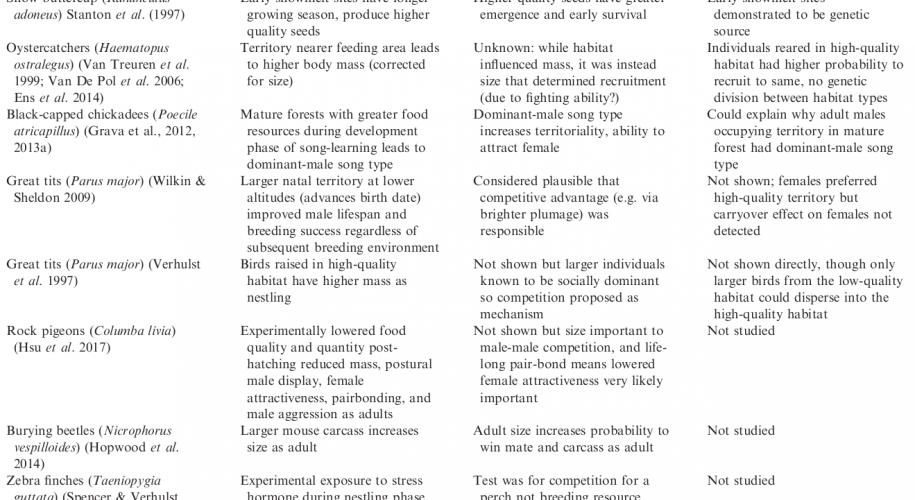 Snow buttercup (Ranunculus
adoneus) Stanton et al. (1997)
Early snowmelt sites have longer
growing season, produce higher
quality seeds
Higher quality seeds have greater
emergence and early survival
Early snowmelt sites
demonstrated to be genetic
source
Oystercatchers (Haematopus
ostralegus) (Van Treuren et al.
1999; Van De Pol et al. 2006;
Ens et al. 2014)
Territory nearer feeding area leads
to higher body mass (corrected
for size)
Unknown: while habitat
influenced mass, it was instead
size that determined recruitment
(due to fighting ability?)
Individuals reared in high-quality
habitat had higher probability to
recruit to same, no genetic
division between habitat types
Black-capped chickadees (Poecile
atricapillus) (Grava et al., 2012,
2013a)
Mature forests with greater food
resources during development
phase of song-learning leads to
dominant-male song type
Dominant-male song type
increases territoriality, ability to
attract female
Could explain why adult males
occupying territory in mature
forest had dominant-male song
type
Great tits (Parus major) (Wilkin &
Sheldon 2009)
Larger natal territory at lower
altitudes (advances birth date)
improved male lifespan and
breeding success regardless of
subsequent breeding environment
Considered plausible that
competitive advantage (e.g. via
brighter plumage) was
responsible
Not shown; females preferred
high-quality territory but
carryover effect on females not
detected
Great tits (Parus major) (Verhulst
et al. 1997)
Birds raised in high-quality
habitat have higher mass as
nestling
Not shown but larger individuals
known to be socially dominant
so competition proposed as
mechanism
Not shown directly, though only
larger birds from the low-quality
habitat could disperse into the
high-quality habitat
Rock pigeons (Columba livia)
(Hsu et al. 2017)
Experimentally lowered food
quality and quantity post-
hatching reduced mass, postural
male display, female
attractiveness, pairbonding, and
male aggression as adults
Not shown but size important to
male-male competition, and life-
long pair-bond means lowered
female attractiveness very likely
important
Not studied
Burying beetles (Nicrophorus
vespilloides) (Hopwood et al.
2014)
Larger mouse carcass increases
size as adult
Adult size increases probability to
win mate and carcass as adult
Not studied
Zebra finches (Taeniopygia
guttata) (Spencer & Verhulst
Experimental exposure to stress
hormone during nestling phase
Test was for competition for a
perch not breeding resource
Not studied